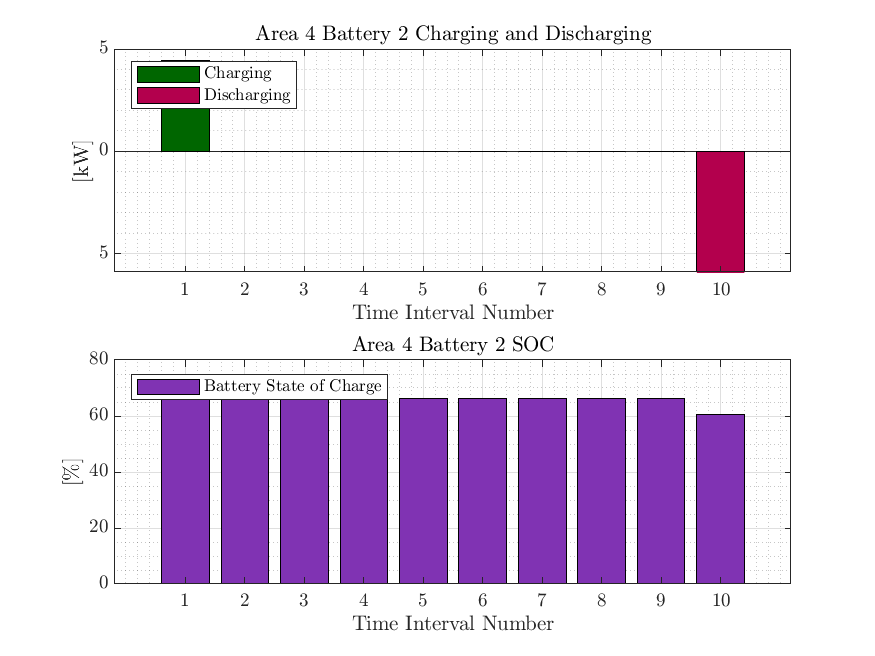 Area 4 Battery 2 Charging and Discharging
5
Charging
Discharging
0
[kW]
5
1 2 3 4 5 6 7 8 9 10
Time Interval Number
Area 4 Battery 2 SOC
80
Battery State of Charge
60
[%]
40
20
0
1 2 3 4 5 6 7 8 9 10
Time Interval Number